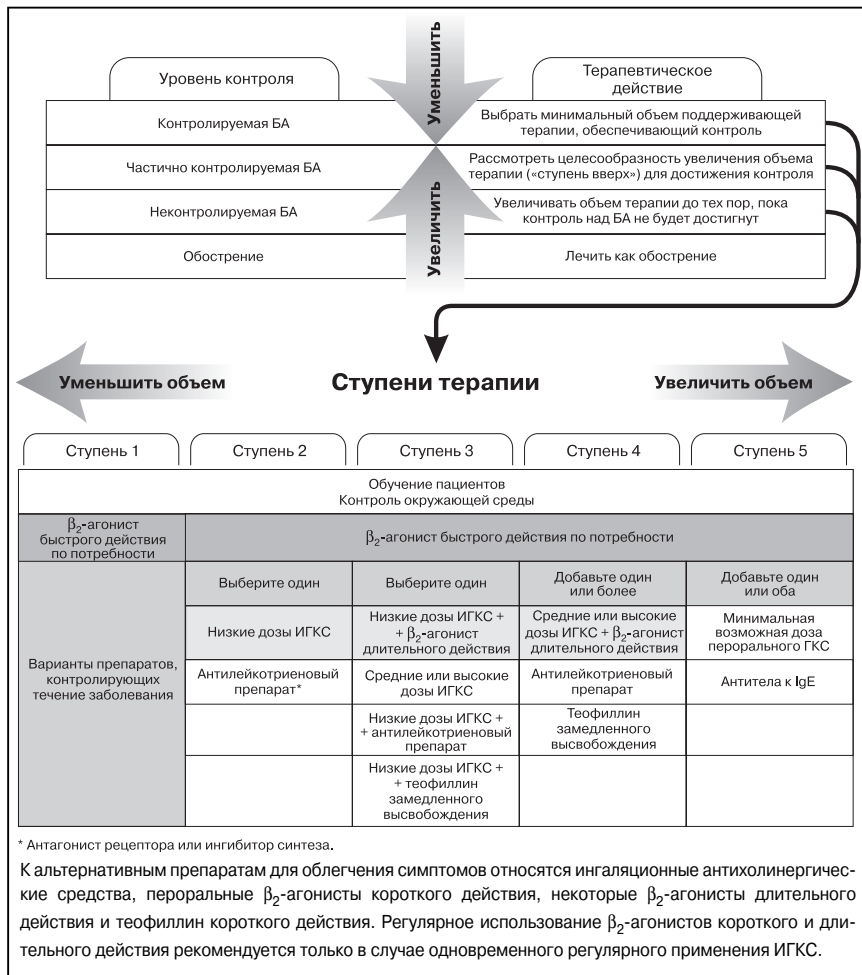 Уровень контроля
Уменьшить
Терапевтическое
действие
Контролируемая БА
Выбрать минимальный объем поддерживающей
терапии, обеспечивающий контроль
Частично контролируемая БА
Рассмотреть целесообразность увеличения объема
терапии («ступень вверх») для достижения контроля
Неконтролируемая БА
Увеличить
Увеличивать объем терапии до тех пор, пока
контроль над БА не будет достигнут
Обострение
Лечить как обострение
Уменьшить объем
Ступени терапии
Увеличить объем
Ступень 1
Ступень 2
Ступень 3
Ступень 4
Ступень 5
Обучение пациентов
Контроль окружающей среды
β₂-агонист
быстрого действия
по потребности
β₂-агонист быстрого действия по потребности
Варианты препаратов,
контролирующих
течение заболевания
Выберите один
Выберите один
Добавьте один
или более
Добавьте один
или оба
Низкие дозы ИГКС
Низкие дозы ИГКС +
+ β₂-агонист
длительного действия
Средние или высокие
дозы ИГКС + β₂-агонист
длительного действия
Минимальная
возможная доза
перорального ГКС
Антилейкотриеновый
препарат*
Средние или высокие
дозы ИГКС
Антилейкотриеновый
препарат
Антитела к IgE
Низкие дозы ИГКС +
+ антилейкотриеновый
препарат
Теофиллин
замедленного
высвобождения
Низкие дозы ИГКС +
+ теофиллин
замедленного
высвобождения
* Антагонист рецептора или ингибитор синтеза.
К альтернативным препаратам для облегчения симптомов относятся ингаляционные антихолинергичес-
кие средства, пероральные β₂-агонисты короткого действия, некоторые β₂-агонисты длительного
действия и теофиллин короткого действия. Регулярное использование β₂-агонистов короткого и дли-
тельного действия рекомендуется только в случае одновременного регулярного применения ИГКС.